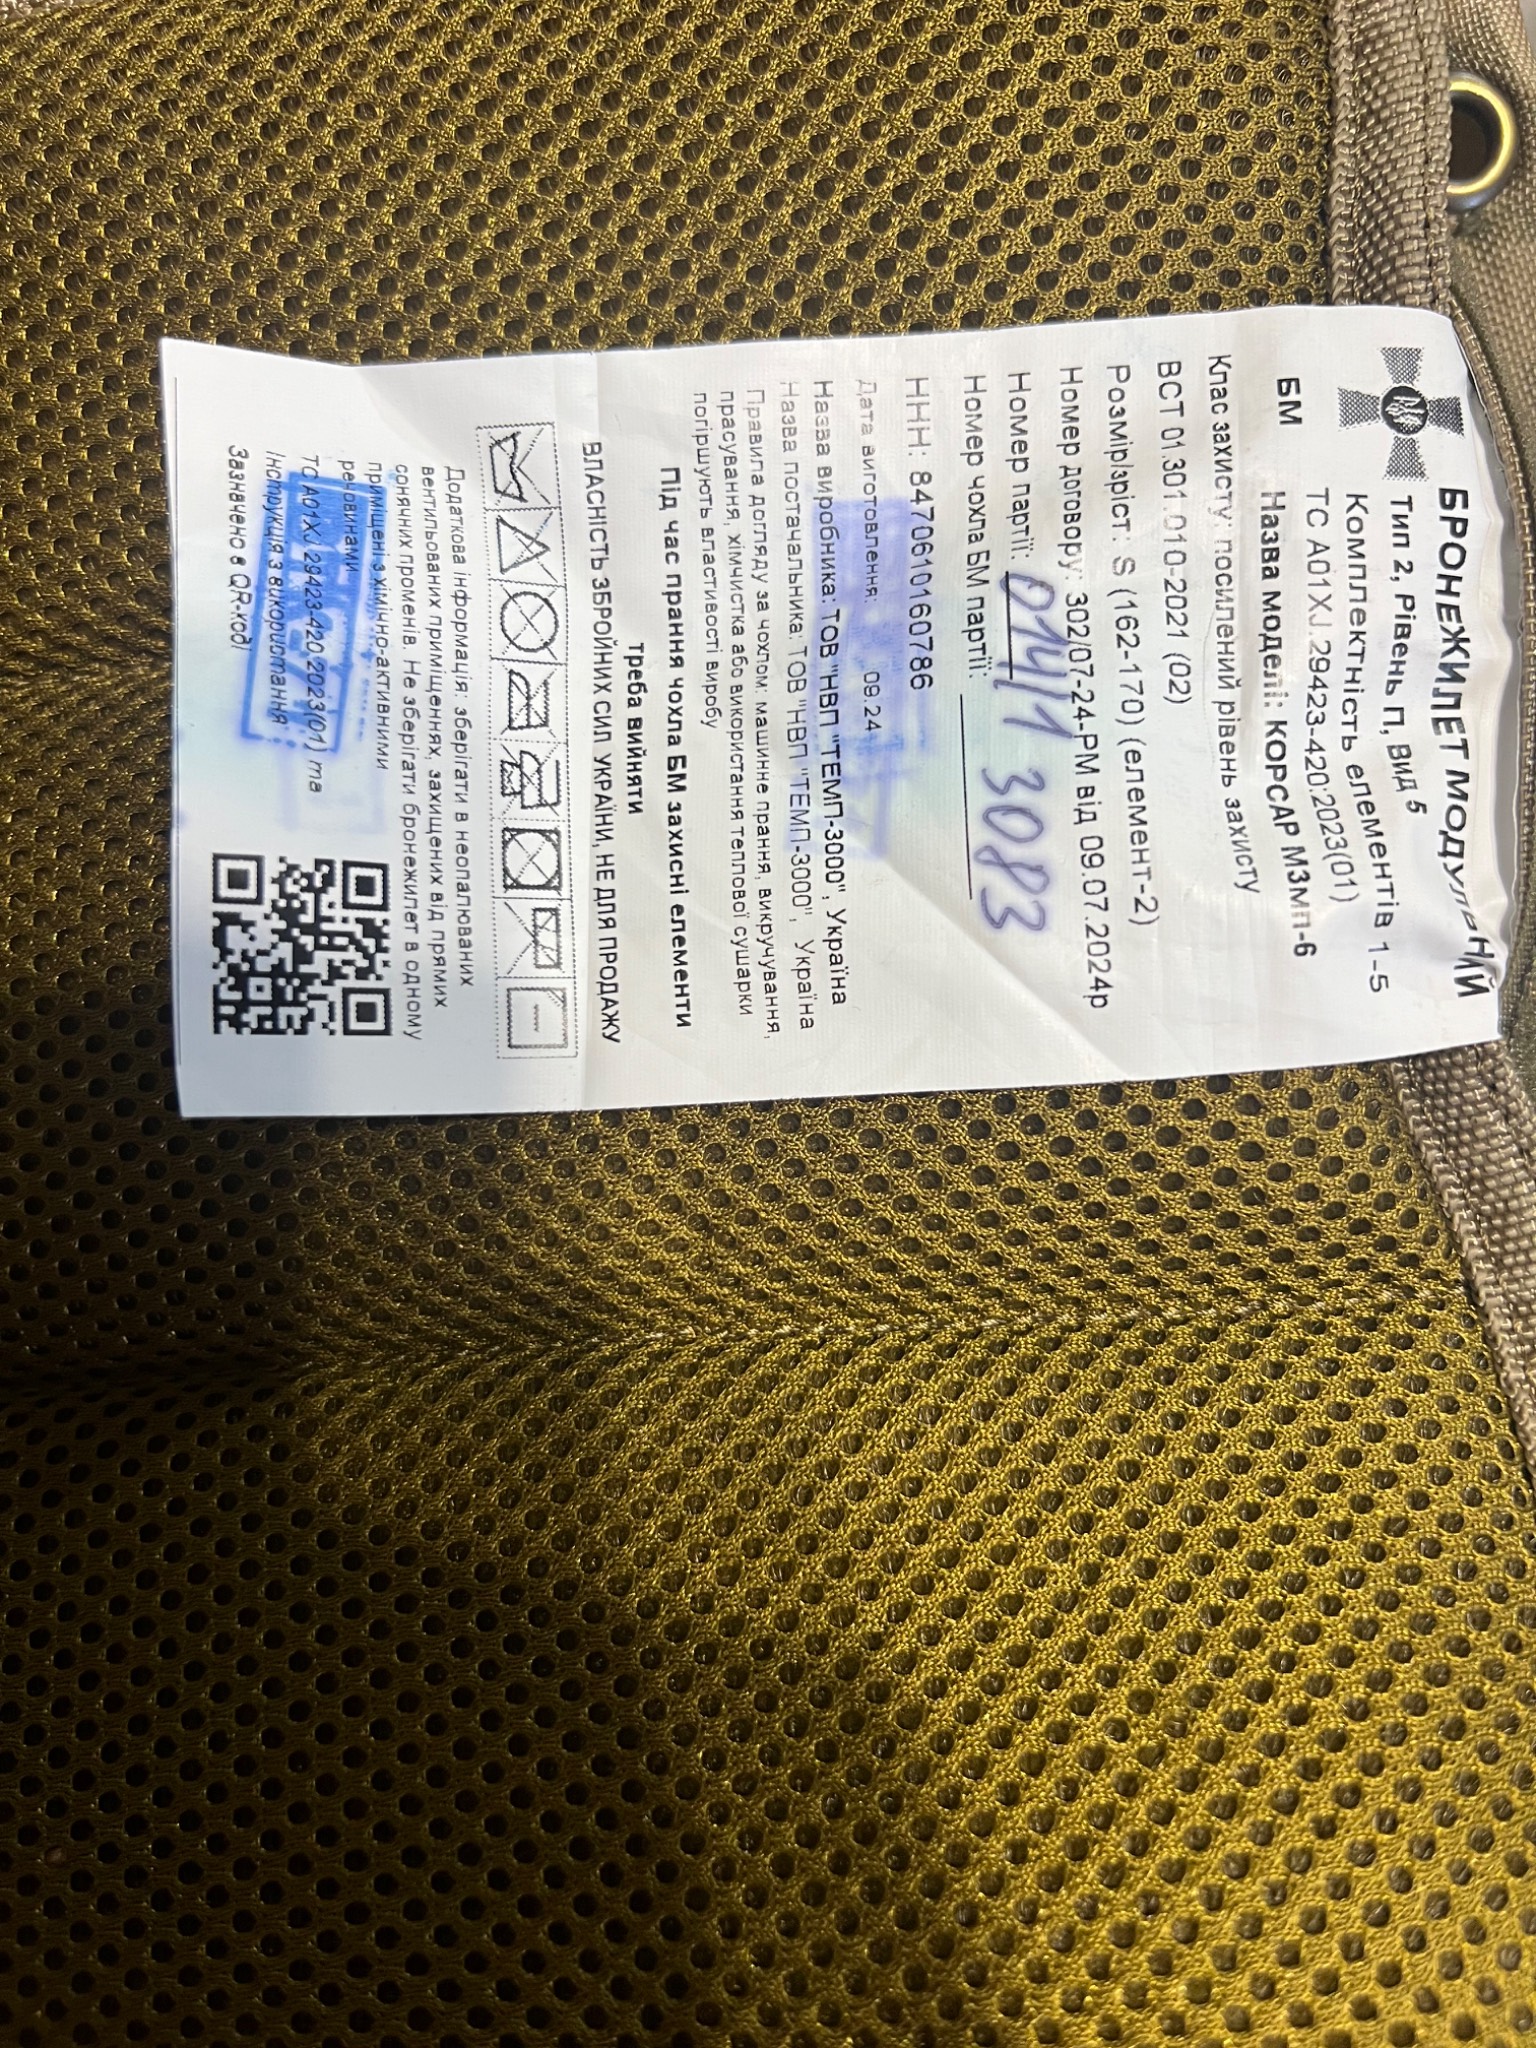 БРОНЕЖИЛЕТ МОДУЛЬНИЙ
Тип 2, Рівень П, Вид 5
Комплектність елементів 1-5
ТС А01XJ.29423-420:2023(01)
БМ Назва моделі: КОРСАР М3мп-6
Клас захисту: посилений рівень захисту
ВСТ 01.301.010-2021 (02)
Розмір/зріст: S (162-170) (елемент-2)
Номер договору: 302/07-24-РМ від 09.07.2024р
Номер партії: 014/1
Номер чохла БМ партії: 3083
ННН: 8470610160786
Дата виготовлення: 09.24
Назва виробника: ТОВ "НВП "ТЕМП-3000", Україна
Назва постачальника: ТОВ "НВП "ТЕМП-3000", Україна
Правила догляду за чохлом: машинне прання, викручування,
прасування, хімчистка або використання теплової сушарки
погіршують властивості виробу
Під час прання чохла БМ захисні елементи
треба вийняти
ВЛАСНІСТЬ ЗБРОЙНИХ СИЛ УКРАЇНИ, НЕ ДЛЯ ПРОДАЖУ
Додаткова інформація: зберігати в неопалюваних
вентильованих приміщеннях, захищених від прямих
сонячних променів. Не зберігати бронежилет в одному
приміщені з хімічно-активними
речовинами
ТС А01XJ 29423-420:2023(01) та
Інструкція з використання
Зазначено в QR-коді